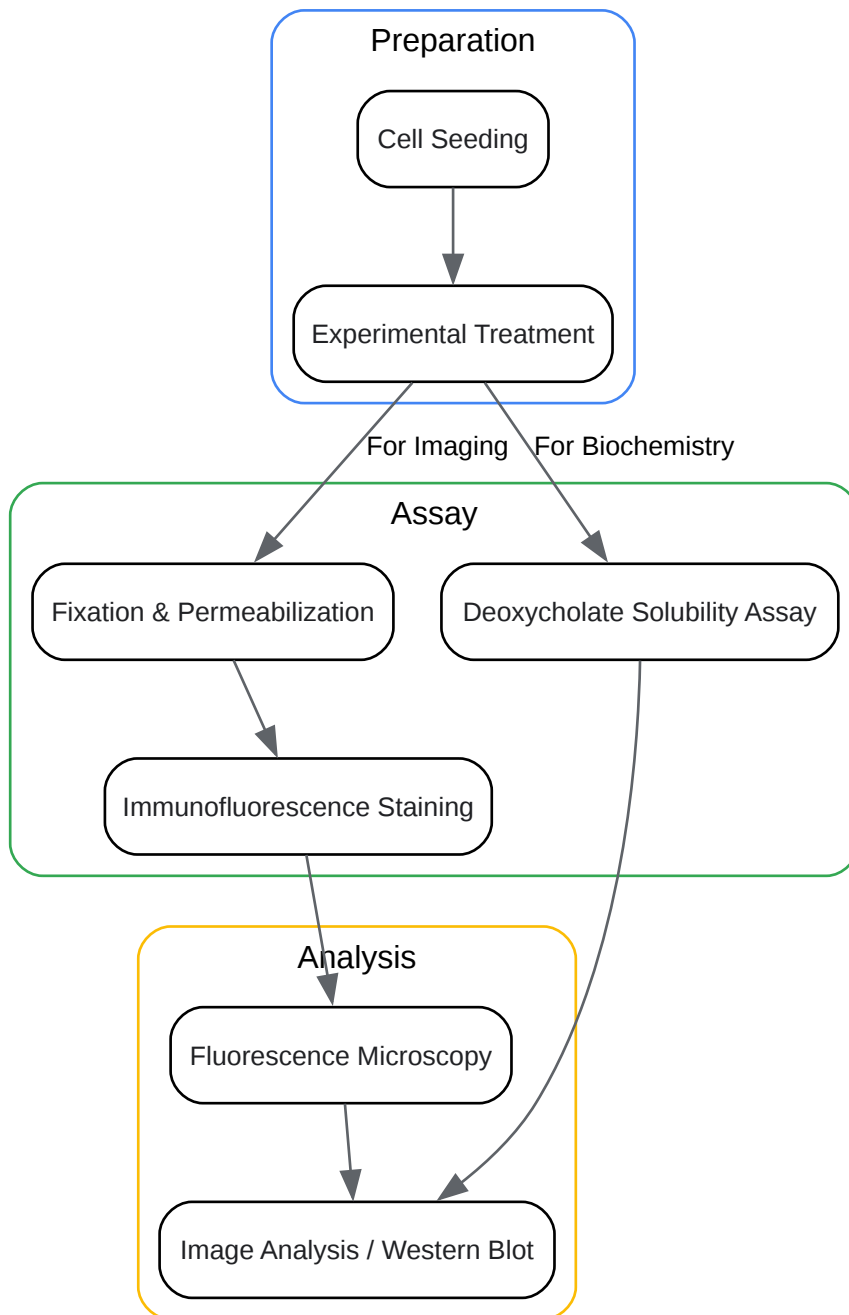 Preparation
Cell Seeding
Experimental Treatment
For Imaging
For Biochemistry
Assay
Fixation & Permeabilization
Deoxycholate Solubility Assay
Immunofluorescence Staining
Analysis
Fluorescence Microscopy
Image Analysis / Western Blot